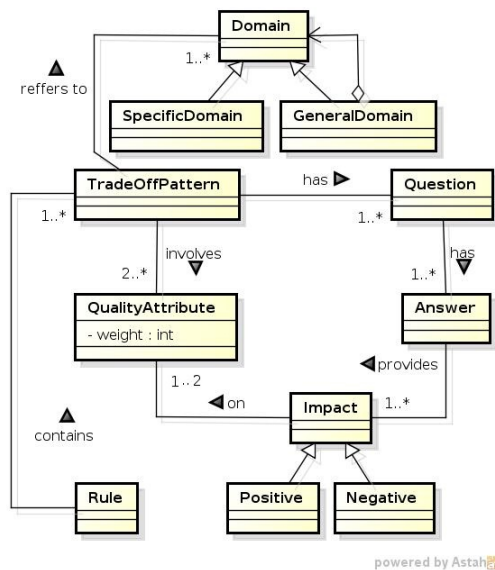 Domain
1..*
reffers to
SpecificDomain
GeneralDomain
TradeOffPattern
has
Question
1..*
1..*
involves
has
2..*
1..*
QualityAttribute
- weight : int
Answer
provides
1..2
on
Impact
1..*
contains
Rule
Positive
Negative
powered by Astah